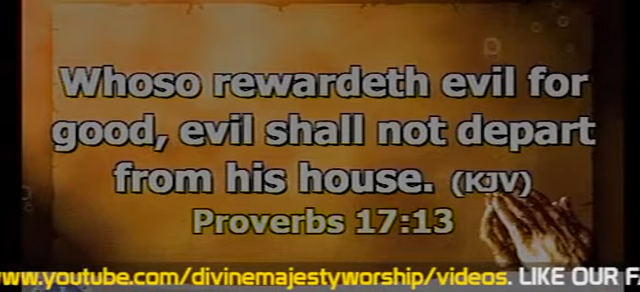 Whoso rewardeth evil for
good, evil shall not depart
from his house. (KJV)
Proverbs 17:13
www.youtube.com/divinemajestyworship/videos. LIKE OUR F